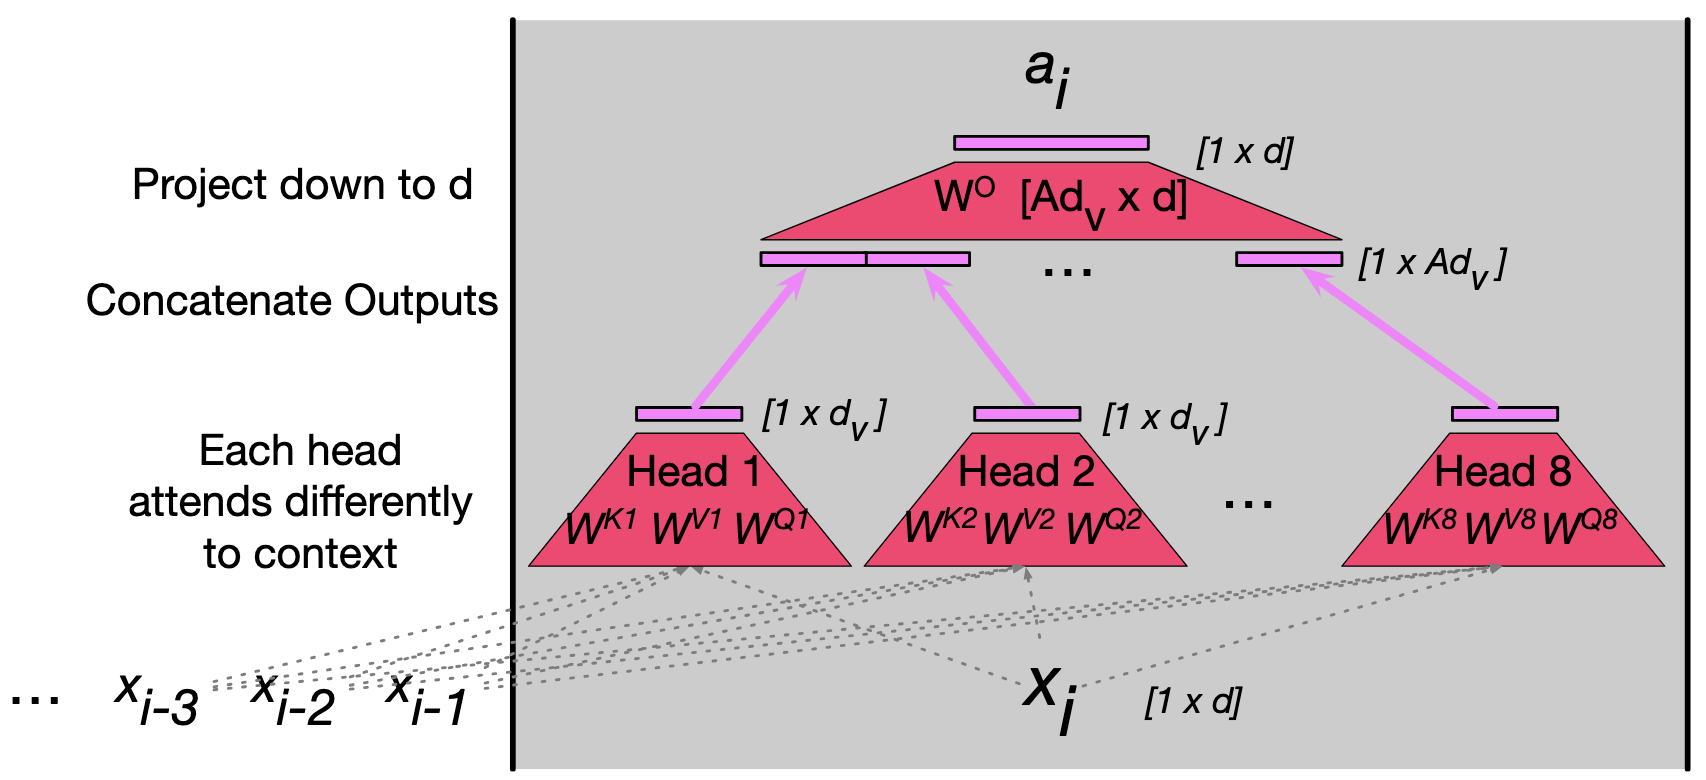 a_i
[1 x d]
Project down to d
W^O [Ad_v x d]
Concatenate Outputs
...
[1 x Ad_v]
[1 x d_v]
[1 x d_v]
Each head
attends differently
to context
Head 1
W^K1 W^V1 W^Q1
Head 2
W^K2 W^V2 W^Q2
...
Head 8
W^K8 W^V8 W^Q8
... x_i-3 x_i-2 x_i-1
x_i [1 x d]